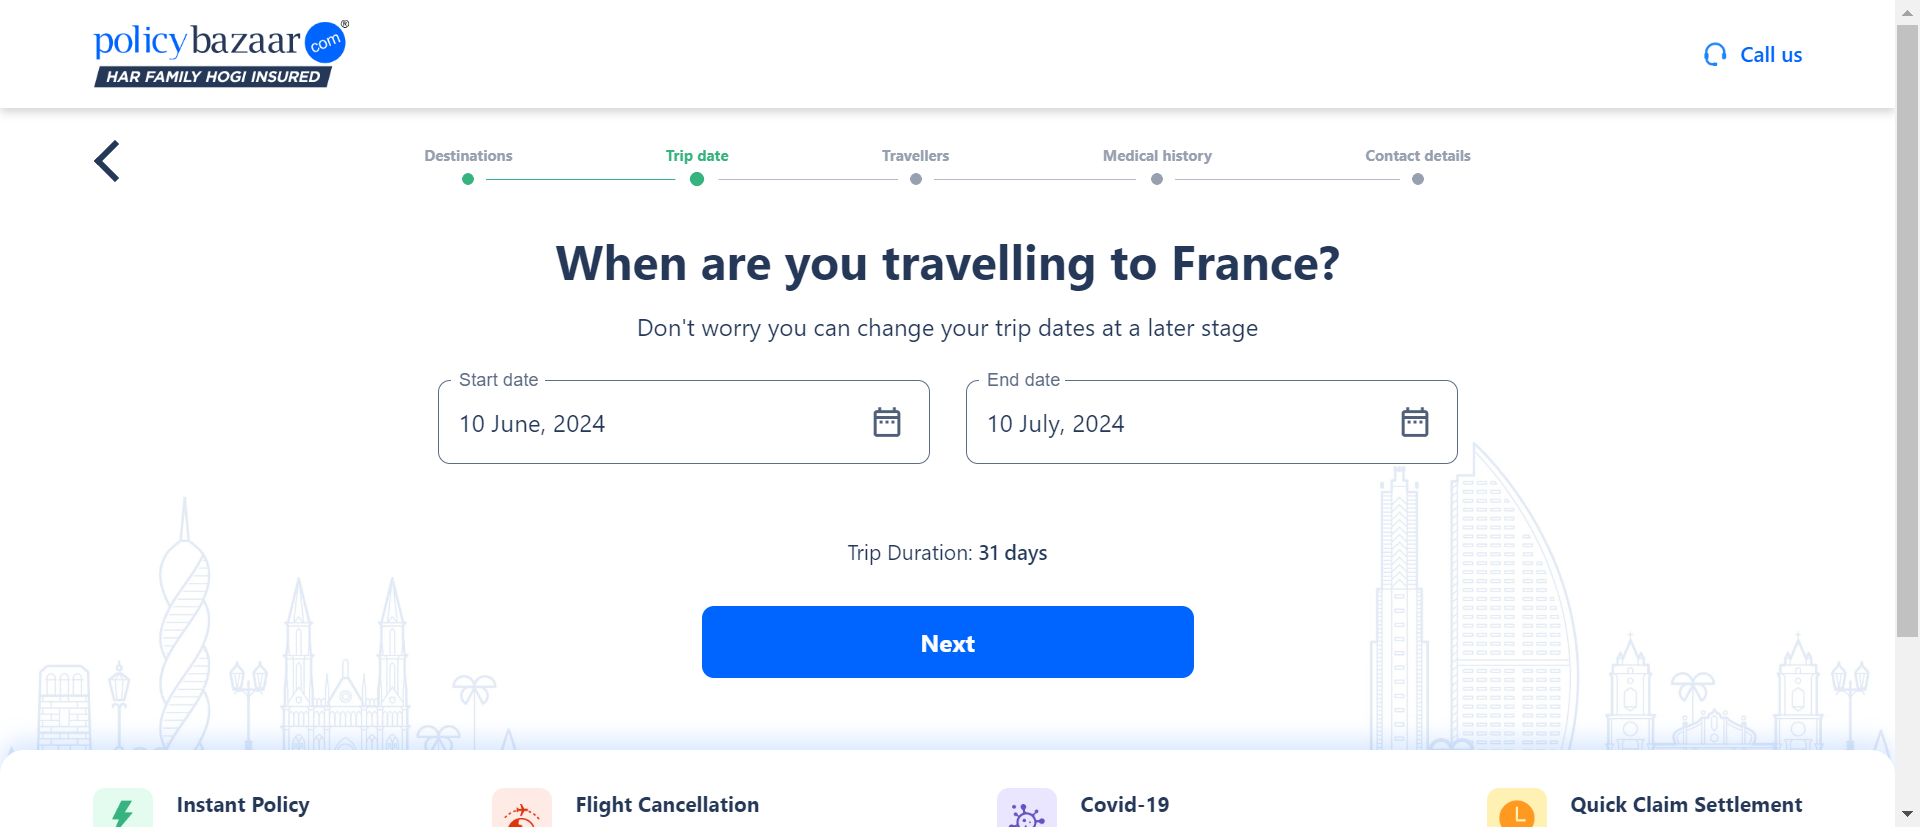 policybazaar com ®
HAR FAMILY HOGI INSURED
Call us
Destinations
Trip date
Travellers
Medical history
Contact details
When are you travelling to France?
Don't worry you can change your trip dates at a later stage
Start date
10 June, 2024
End date
10 July, 2024
Trip Duration: 31 days
Next
Instant Policy
Flight Cancellation
Covid-19
Quick Claim Settlement